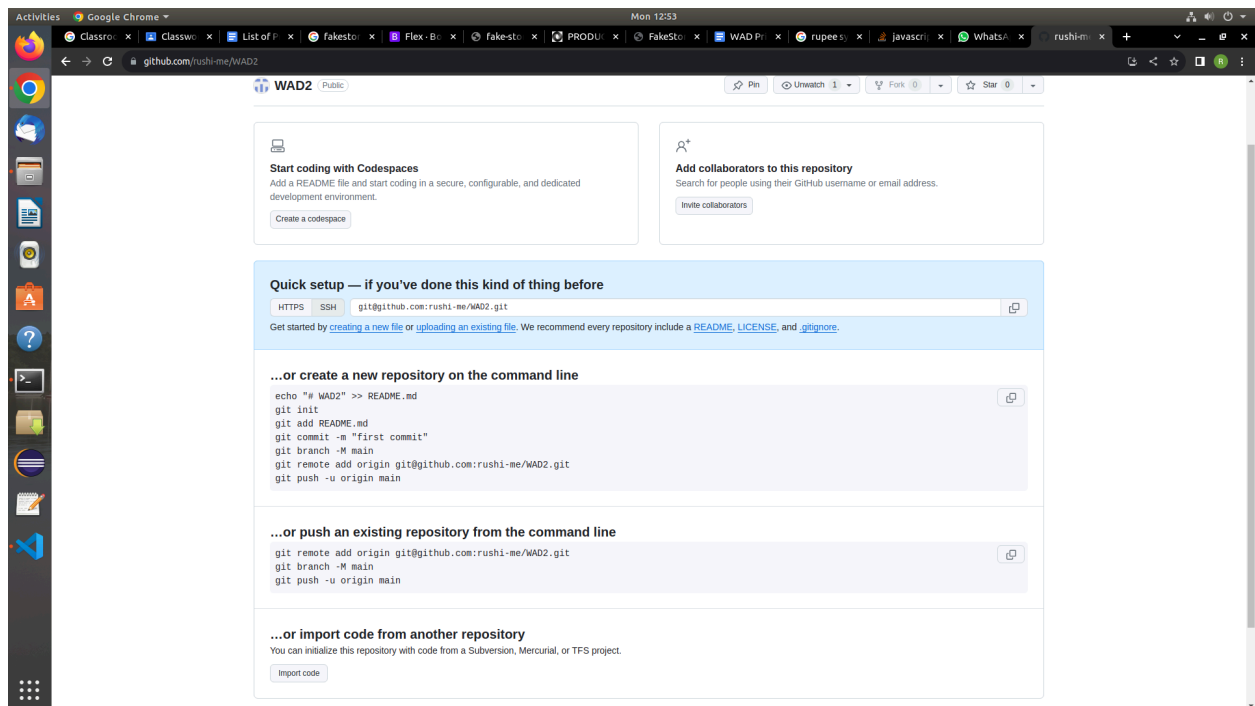 Activities Google Chrome Mon 12:53
Classroo Classwo List of P fakestor Flex · Bo fake-sto PRODUC FakeStor WAD Pri rupee sy javascrip WhatsA rushi-me
github.com/rushi-me/WAD2
WAD2 Public Pin Unwatch 1 Fork 0 Star 0
Start coding with Codespaces
Add a README file and start coding in a secure, configurable, and dedicated
development environment.
Create a codespace
Add collaborators to this repository
Search for people using their GitHub username or email address.
Invite collaborators
Quick setup — if you've done this kind of thing before
HTTPS SSH git@github.com:rushi-me/WAD2.git
Get started by creating a new file or uploading an existing file. We recommend every repository include a README, LICENSE, and .gitignore.
…or create a new repository on the command line
echo "# WAD2" >> README.md
git init
git add README.md
git commit -m "first commit"
git branch -M main
git remote add origin git@github.com:rushi-me/WAD2.git
git push -u origin main
…or push an existing repository from the command line
git remote add origin git@github.com:rushi-me/WAD2.git
git branch -M main
git push -u origin main
…or import code from another repository
You can initialize this repository with code from a Subversion, Mercurial, or TFS project.
Import code